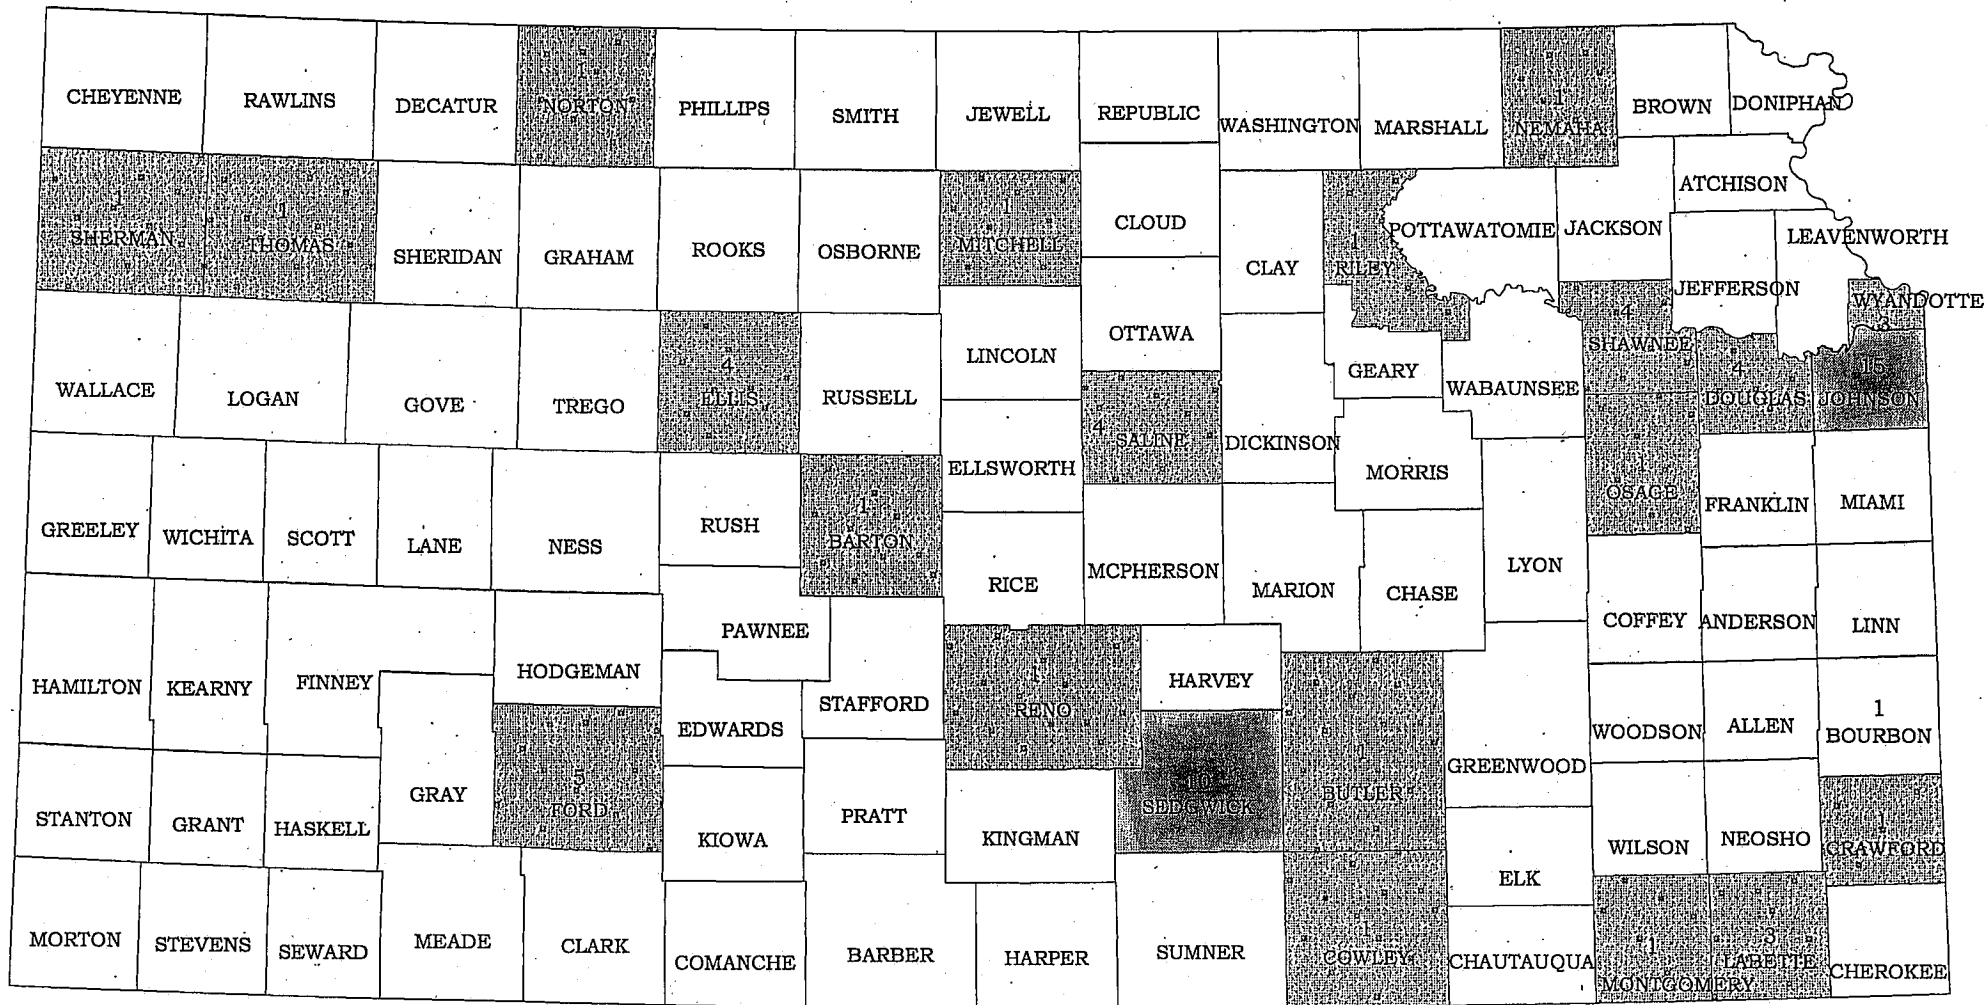 CHEYENNE
RAWLINS
DECATUR
1
NORTON
PHILLIPS
SMITH
JEWELL
REPUBLIC
WASHINGTON
MARSHALL
1
NEMAHA
BROWN
DONIPHAN
ATCHISON
1
SHERMAN
1
THOMAS
SHERIDAN
GRAHAM
ROOKS
OSBORNE
1
MITCHELL
CLOUD
CLAY
1
RILEY
POTTAWATOMIE
JACKSON
JEFFERSON
LEAVENWORTH
WYANDOTTE
3
WALLACE
LOGAN
GOVE
TREGO
4
ELLIS
RUSSELL
LINCOLN
OTTAWA
GEARY
WABAUNSEE
4
SHAWNEE
4
DOUGLAS
15
JOHNSON
ELLSWORTH
4
SALINE
DICKINSON
MORRIS
1
OSAGE
FRANKLIN
MIAMI
GREELEY
WICHITA
SCOTT
LANE
NESS
RUSH
1
BARTON
RICE
MCPHERSON
MARION
CHASE
LYON
COFFEY
ANDERSON
LINN
HAMILTON
KEARNY
FINNEY
HODGEMAN
PAWNEE
STAFFORD
EDWARDS
1
RENO
HARVEY
SEDGWICK
1
BUTLER
GREENWOOD
WOODSON
ALLEN
1
BOURBON
STANTON
GRANT
HASKELL
GRAY
5
FORD
KIOWA
PRATT
KINGMAN
ELK
WILSON
NEOSHO
1
CRAWFORD
MORTON
STEVENS
SEWARD
MEADE
CLARK
COMANCHE
BARBER
HARPER
SUMNER
1
COWLEY
CHAUTAUQUA
1
MONTGOMERY
3
LABETTE
CHEROKEE